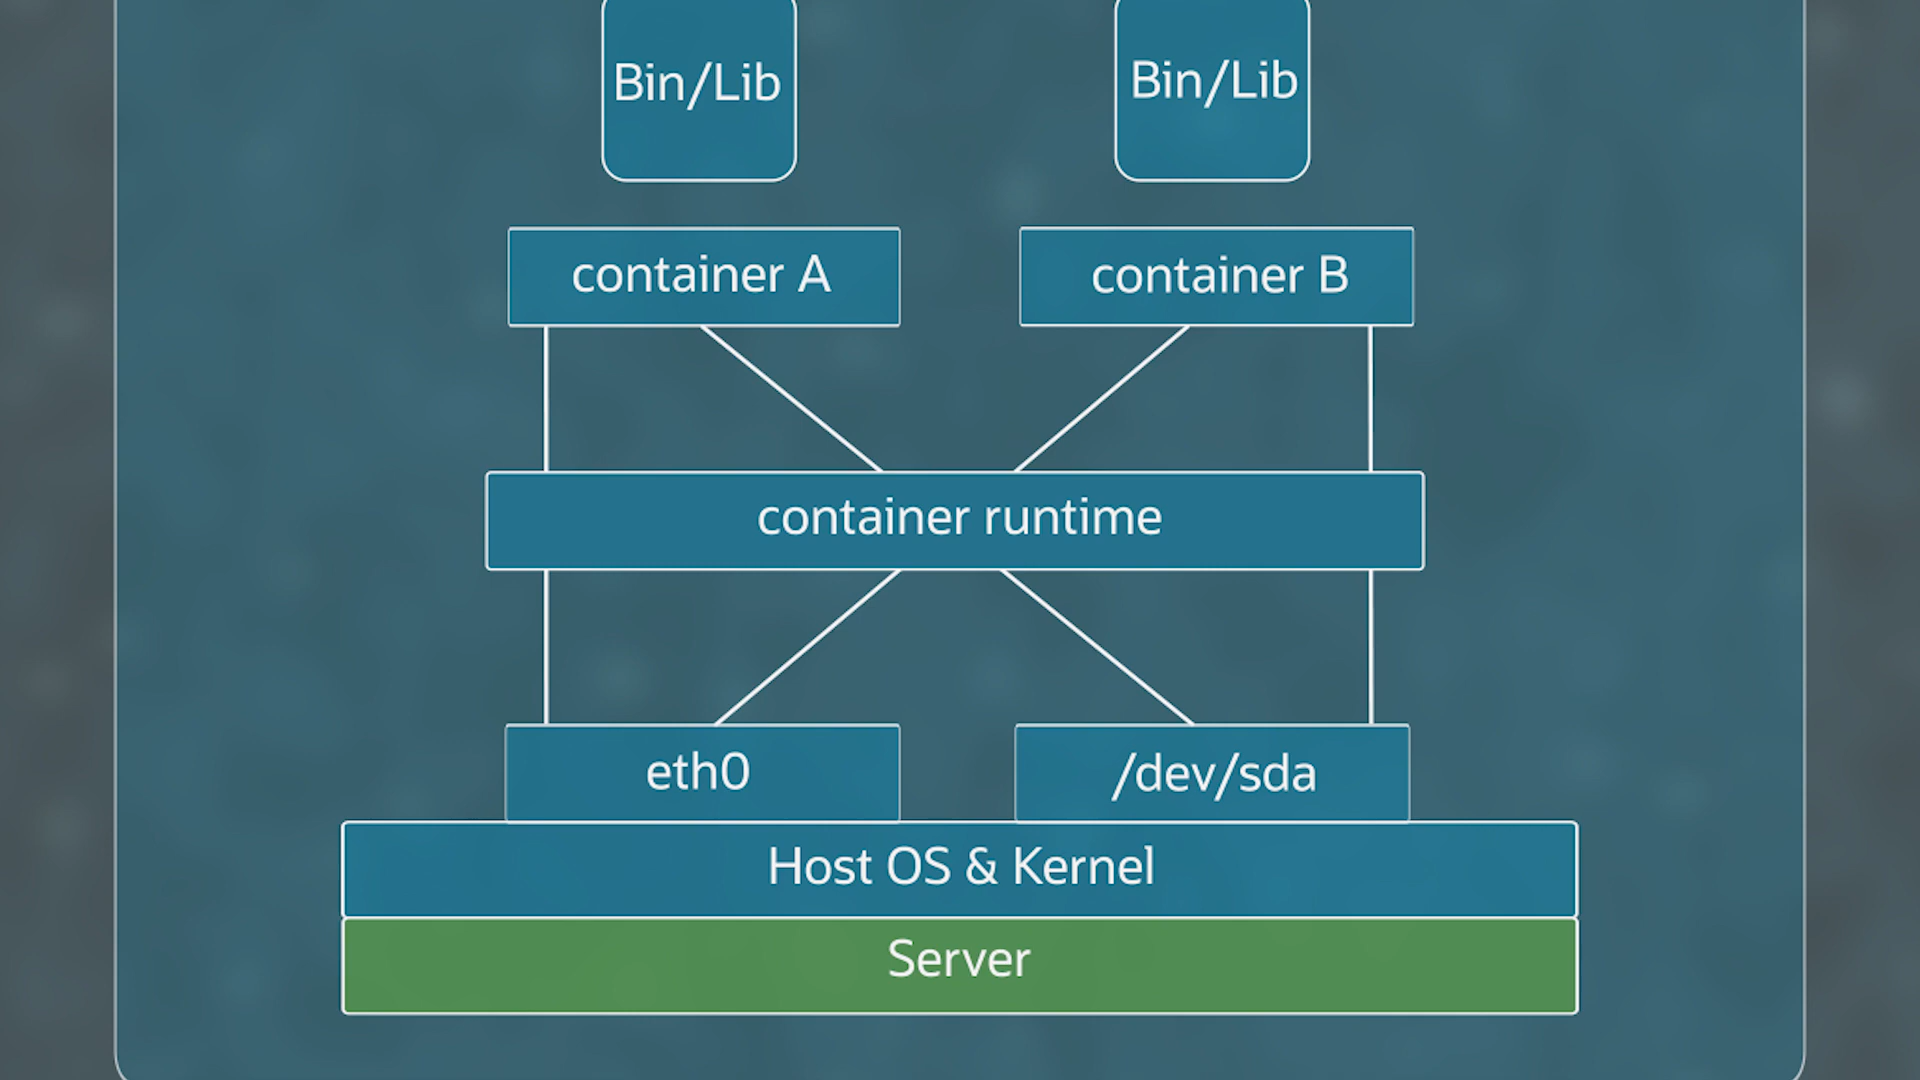 Bin/Lib
Bin/Lib
container A
container B
container runtime
eth0
/dev/sda
Host OS & Kernel
Server